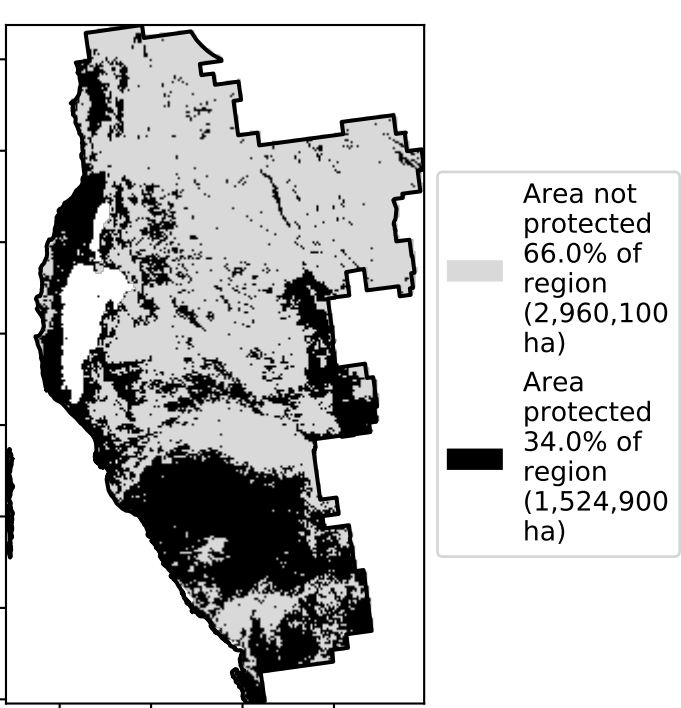 Area not
protected
66.0% of
region
(2,960,100
ha)
Area
protected
34.0% of
region
(1,524,900
ha)